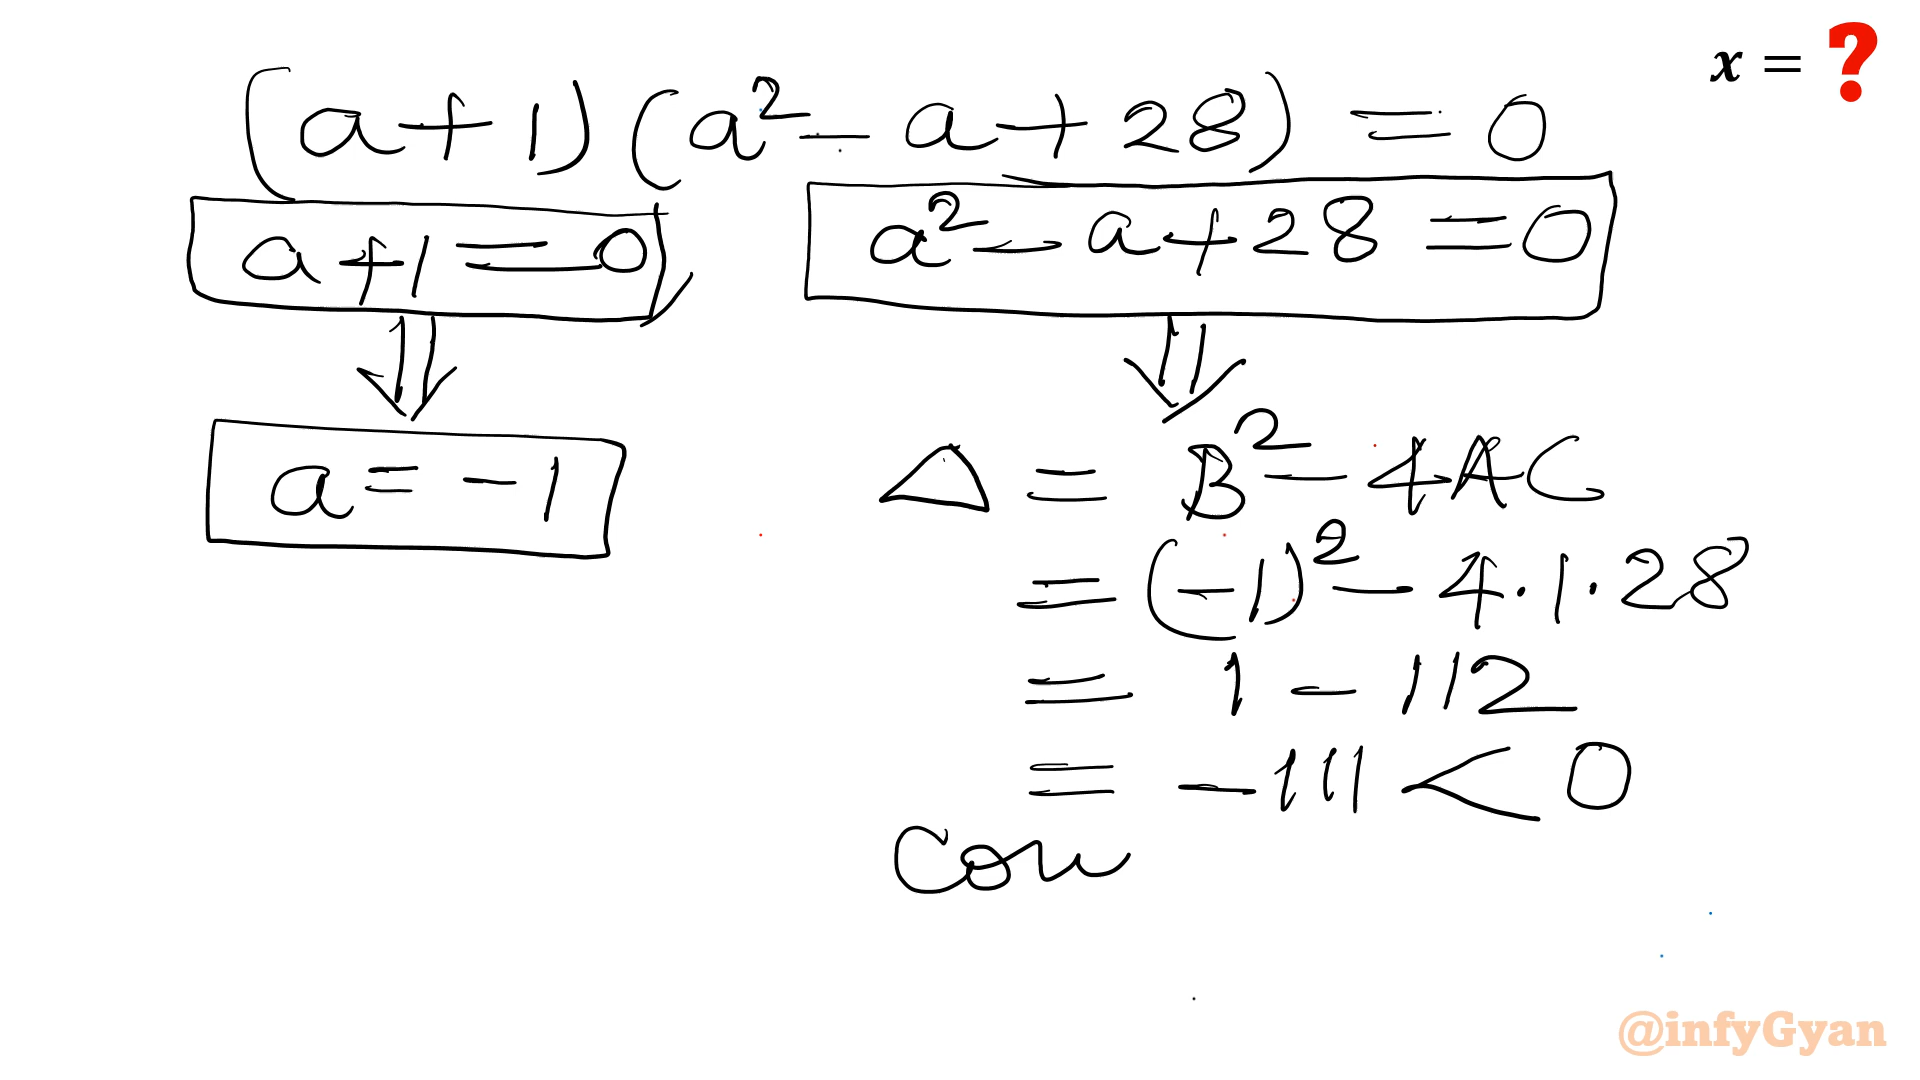 x = ?
(a+1)(a²-a+28) = 0
a+1=0
a²-a+28=0
a=-1
Δ = B²-4AC
= (-1)²-4·1·28
= 1-112
= -111<0
@infyGyan